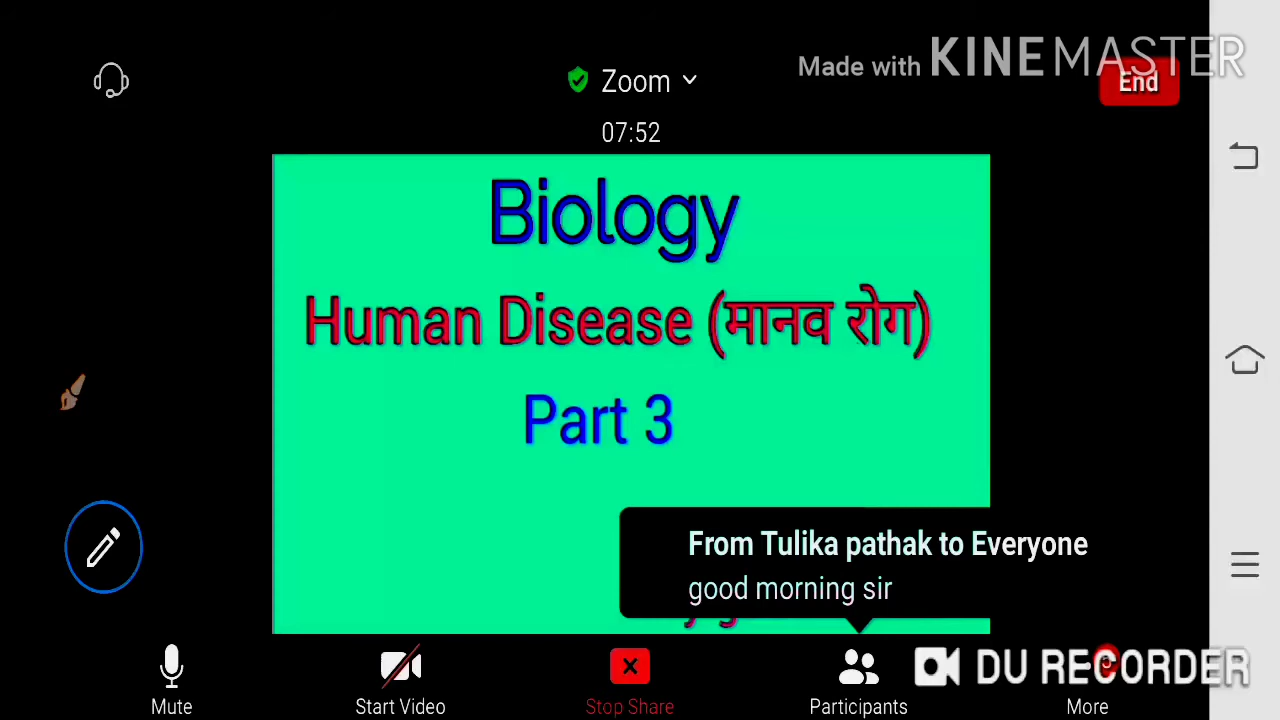 Made with KINEMASTER
Zoom
End
07:52
Biology
Human Disease (मानव रोग)
Part 3
From Tulika pathak to Everyone
good morning sir
DU RECORDER
Mute
Start Video
Stop Share
Participants
More